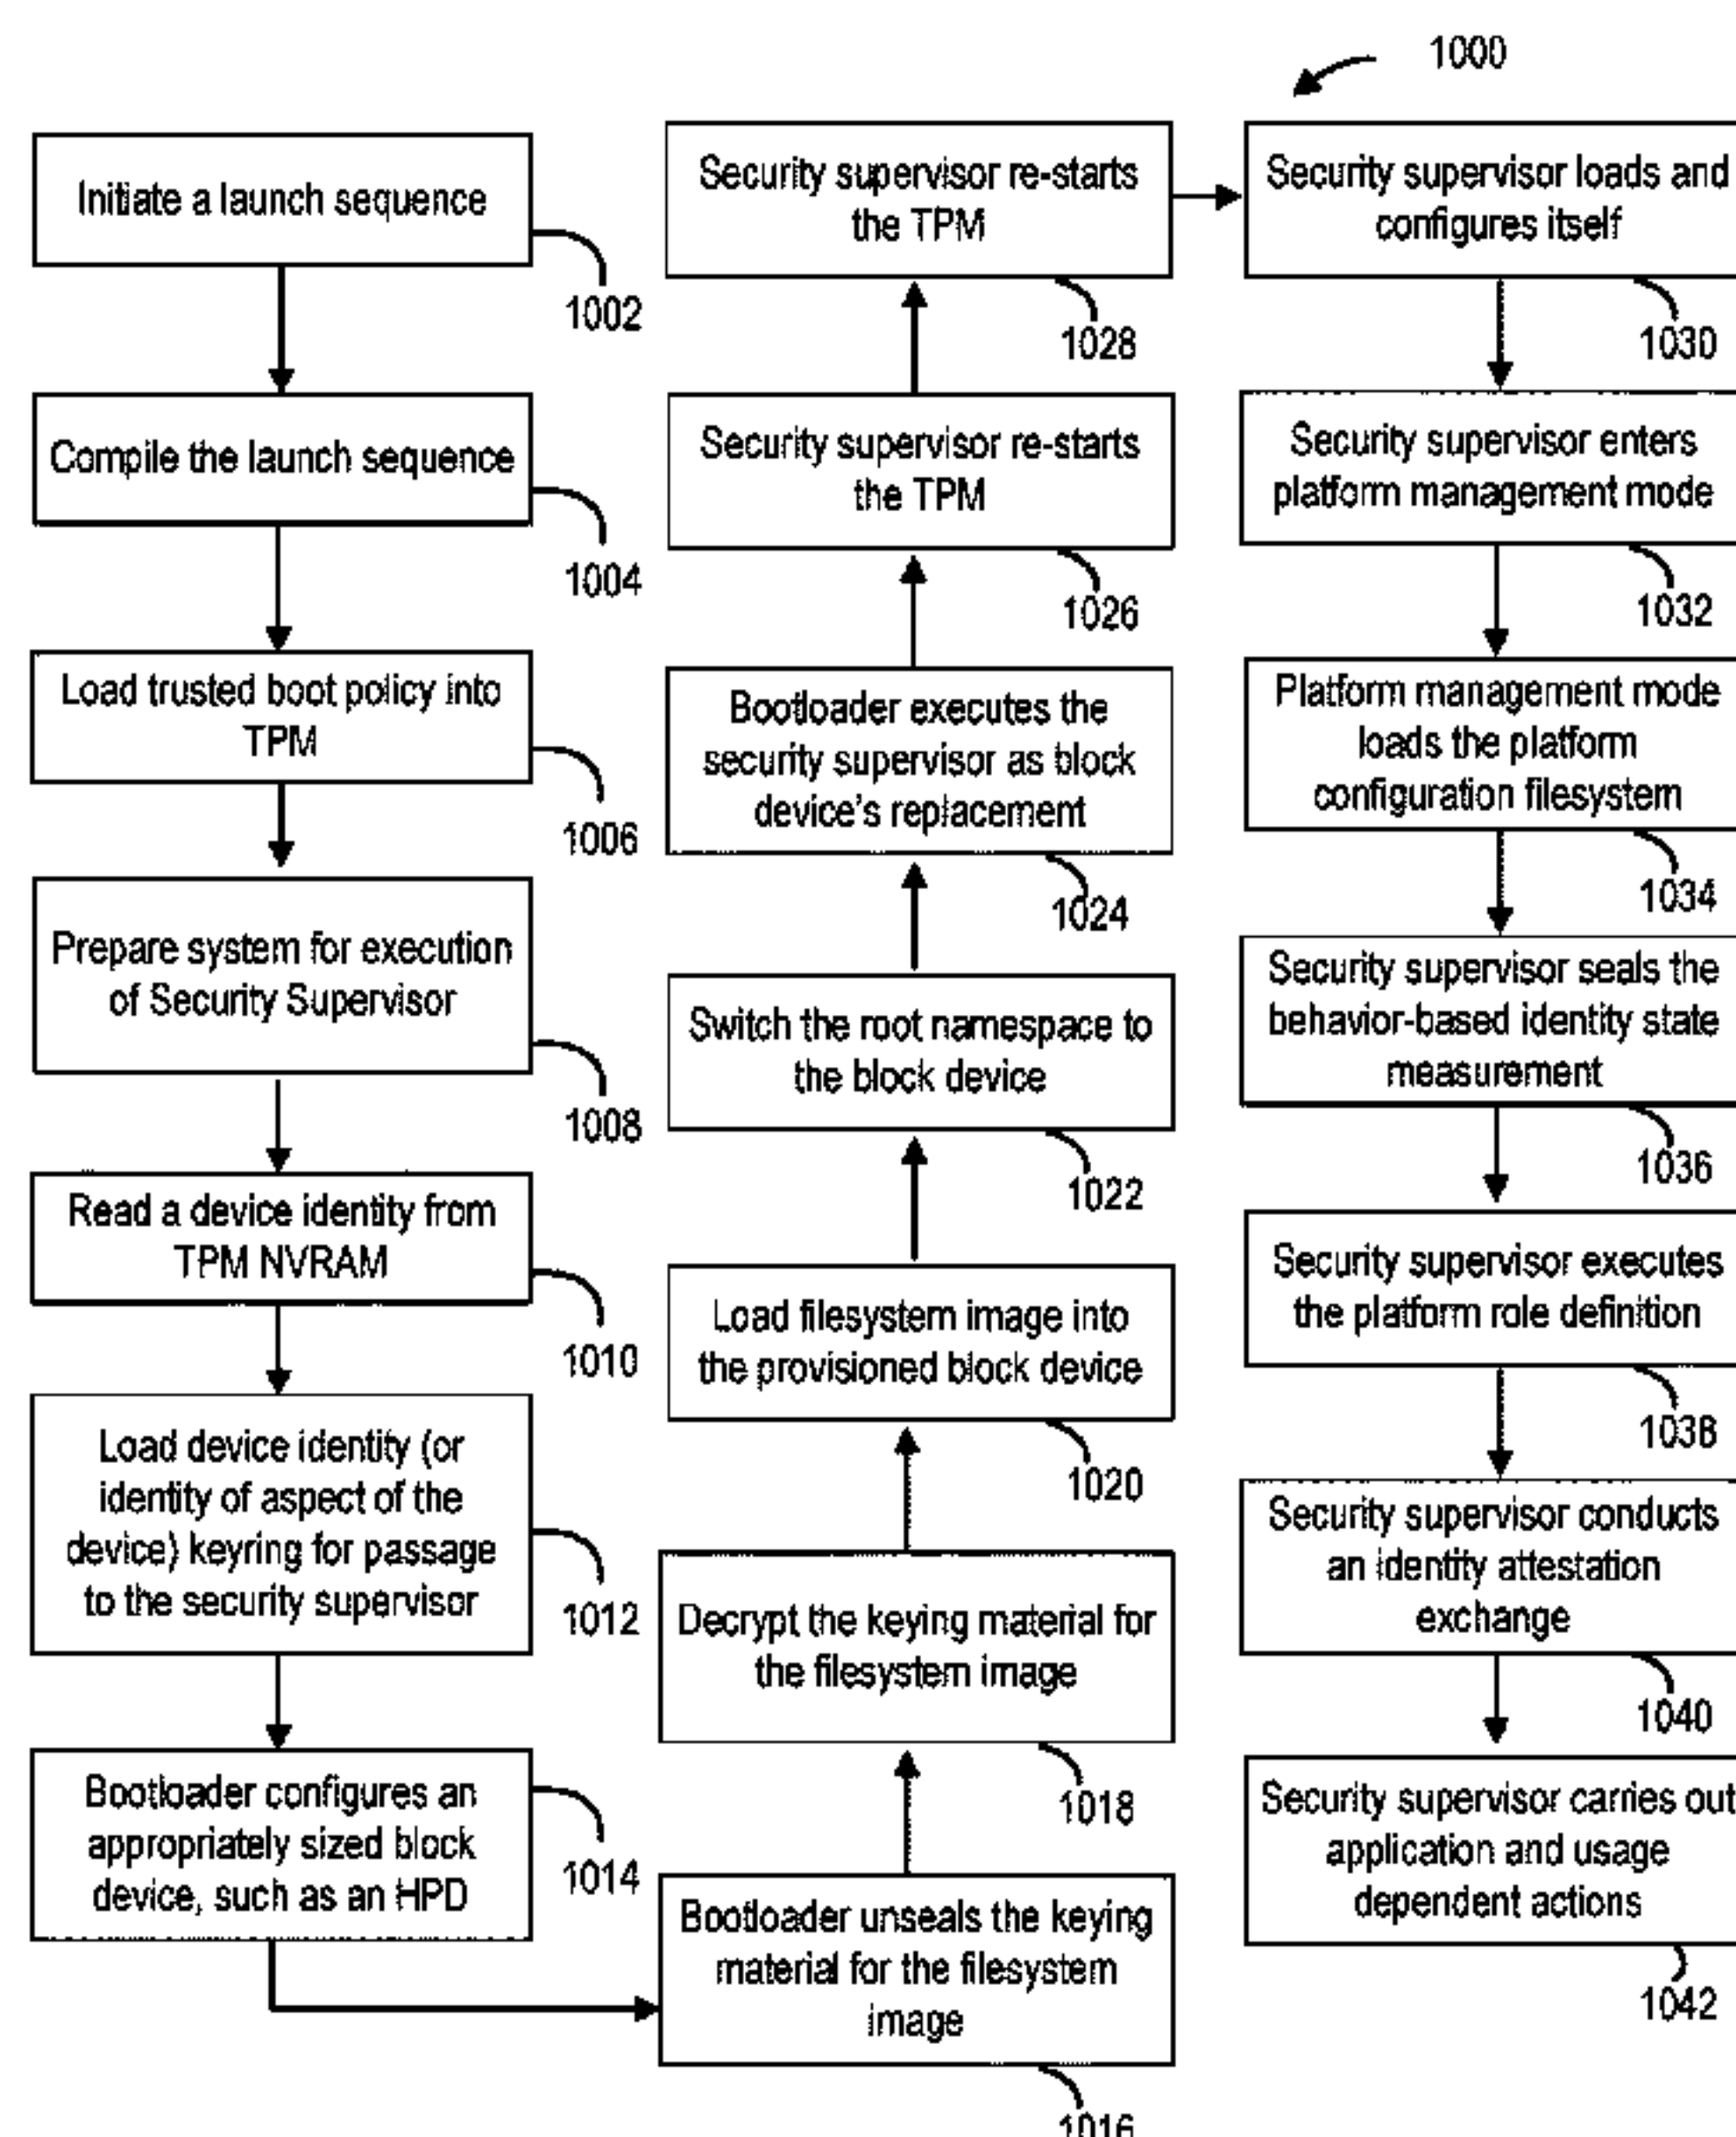 1000
Initiate a launch sequence
1002
Compile the launch sequence
1004
Load trusted boot policy into
TPM
1006
Prepare system for execution
of Security Supervisor
1008
Read a device identity from
TPM NVRAM
1010
Load device identity (or
identity of aspect of the
device) keyring for passage
to the security supervisor
1012
Bootloader configures an
appropriately sized block
device, such as an HPD
1014
Bootloader unseals the keying
material for the filesystem
image
1016
Decrypt the keying material for
the filesystem image
1018
Load filesystem image into
the provisioned block device
1020
Switch the root namespace to
the block device
1022
Bootloader executes the
security supervisor as block
device's replacement
1024
Security supervisor re-starts
the TPM
1026
Security supervisor re-starts
the TPM
1028
Security supervisor loads and
configures itself
1030
Security supervisor enters
platform management mode
1032
Platform management mode
loads the platform
configuration filesystem
1034
Security supervisor seals the
behavior-based identity state
measurement
1036
Security supervisor executes
the platform role definition
1038
Security supervisor conducts
an identity attestation
exchange
1040
Security supervisor carries out
application and usage
dependent actions
1042